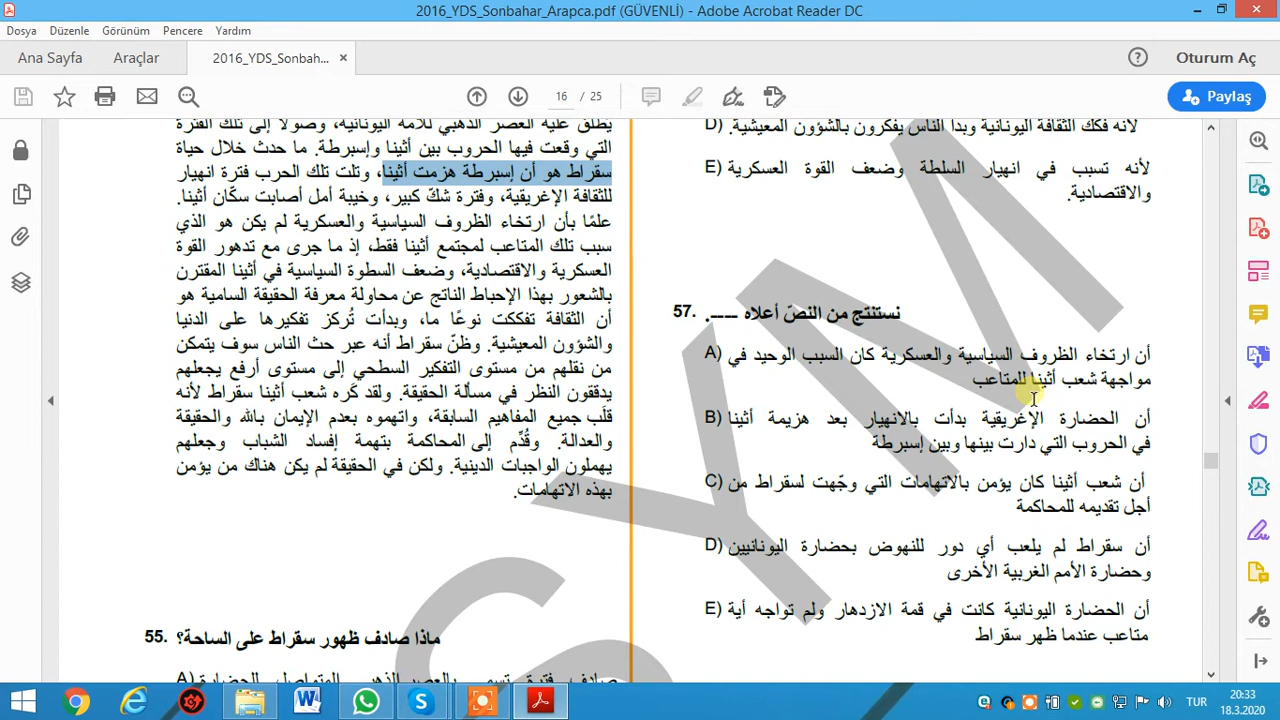 2016_YDS_Sonbahar_Arapca.pdf (GÜVENLİ) - Adobe Acrobat Reader DC
Dosya Düzenle Görünüm Pencere Yardım
Ana Sayfa Araçlar 2016_YDS_Sonbah... Oturum Aç
16 / 25 Paylaş
يطلق عليه العصر الذهبي للأمة اليونانية، وصولاً إلى تلك الفترة
التي وقعت فيها الحروب بين أثينا وإسبرطة. ما حدث خلال حياة
سقراط هو أن إسبرطة هزمت أثينا، وتلت تلك الحرب فترة انهيار
للثقافة الإغريقية، وفترة شكّ كبير، وخيبة أمل أصابت سكّان أثينا.
علمًا بأن ارتخاء الظروف السياسية والعسكرية لم يكن هو الذي
سبب تلك المتاعب لمجتمع أثينا فقط، إذ ما جرى مع تدهور القوة
العسكرية والاقتصادية، وضعف السطوة السياسية في أثينا المقترن
بالشعور بهذا الإحباط الناتج عن محاولة معرفة الحقيقة السامية هو
أن الثقافة تفككت نوعًا ما، وبدأت تُركز تفكيرها على الدنيا
والشؤون المعيشية. وظنّ سقراط أنه عبر حث الناس سوف يتمكن
من نقلهم من مستوى التفكير السطحي إلى مستوى أرفع يجعلهم
يدققون النظر في مسألة الحقيقة. ولقد كَره شعب أثينا سقراط لأنه
قلَب جميع المفاهيم السابقة، واتهموه بعدم الإيمان بالله والحقيقة
والعدالة. وقُدِّم إلى المحاكمة بتهمة إفساد الشباب وجعلهم
يهملون الواجبات الدينية. ولكن في الحقيقة لم يكن هناك من يؤمن
بهذه الاتهامات.
55. ماذا صادف ظهور سقراط على الساحة؟
A) صادف فترة تسمى بالعصر الذهبي المتواصل للحضارة
D) لأنه فكك الثقافة اليونانية وبدأ الناس يفكرون بالشؤون المعيشية.
E) لأنه تسبب في انهيار السلطة وضعف القوة العسكرية
والاقتصادية.
57. نستنتج من النصّ أعلاه ----.
A) أن ارتخاء الظروف السياسية والعسكرية كان السبب الوحيد في
مواجهة شعب أثينا للمتاعب
B) أن الحضارة الإغريقية بدأت بالانهيار بعد هزيمة أثينا
في الحروب التي دارت بينها وبين إسبرطة
C) أن شعب أثينا كان يؤمن بالاتهامات التي وجّهت لسقراط من
أجل تقديمه للمحاكمة
D) أن سقراط لم يلعب أي دور للنهوض بحضارة اليونانيين
وحضارة الأمم الغربية الأخرى
E) أن الحضارة اليونانية كانت في قمة الازدهار ولم تواجه أية
متاعب عندما ظهر سقراط
SYM
TUR
20:33
18.3.2020